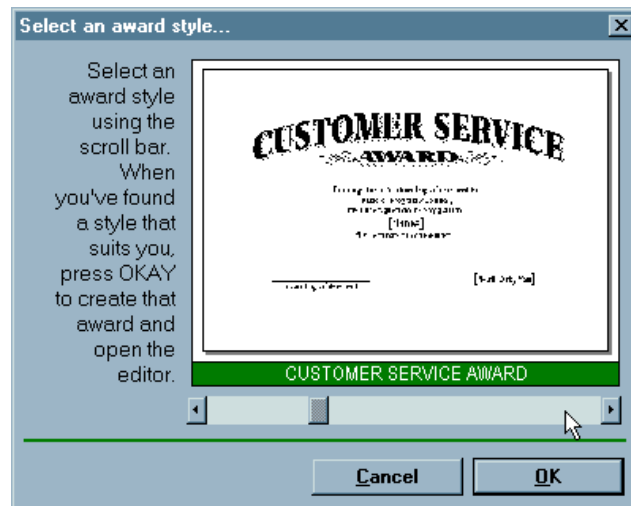 Select an award style...
Select an
award style
using the
scroll bar.
When
you've found
a style that
suits you,
press OKAY
to create that
award and
open the
editor.
CUSTOMER SERVICE
AWARD
CUSTOMER SERVICE AWARD
Cancel
OK